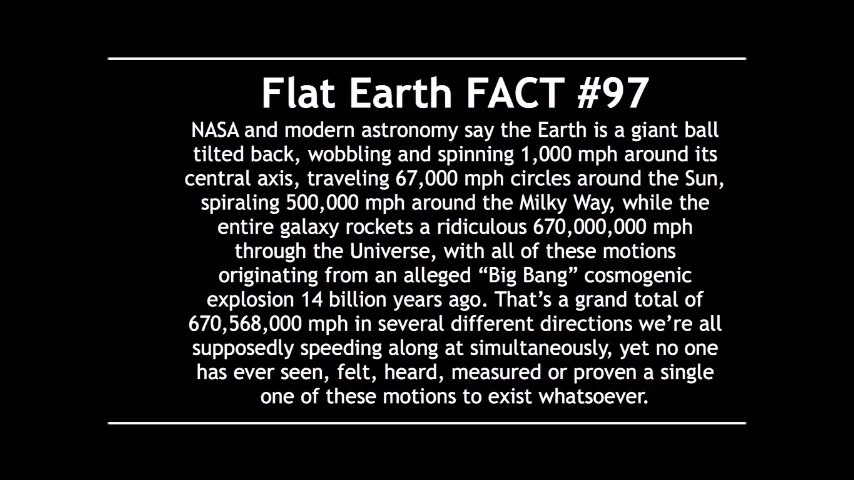 Flat Earth FACT #97
NASA and modern astronomy say the Earth is a giant ball
tilted back, wobbling and spinning 1,000 mph around its
central axis, traveling 67,000 mph circles around the Sun,
spiraling 500,000 mph around the Milky Way, while the
entire galaxy rockets a ridiculous 670,000,000 mph
through the Universe, with all of these motions
originating from an alleged “Big Bang” cosmogenic
explosion 14 billion years ago. That’s a grand total of
670,568,000 mph in several different directions we’re all
supposedly speeding along at simultaneously, yet no one
has ever seen, felt, heard, measured or proven a single
one of these motions to exist whatsoever.